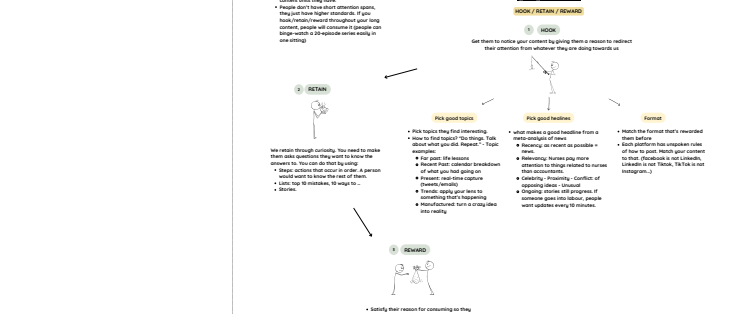 content units they have.
• People don't have short attention spans,
they just have higher standards. If you
hook/retain/reward throughout your long
content, people will consume it (people can
binge-watch a 20-episode series easily in
one sitting)
HOOK / RETAIN / REWARD
1 HOOK
Get them to notice your content by giving them a reason to redirect
their attention from whatever they are doing towards us
2 RETAIN
We retain through curiosity. You need to make
them ask questions they want to know the
answers to. You can do that by using:
• Steps: actions that occur in order. A person
would want to know the rest of them.
• Lists: top 10 mistakes, 10 ways to ...
• Stories.
Pick good topics
• Pick topics they find interesting.
• How to find topics? "Do things. Talk
about what you did. Repeat." - Topic
examples:
Far past: life lessons
Recent Past: calendar breakdown
of what you had going on
Present: real-time capture
(tweets/emails)
Trends: apply your lens to
something that's happening
Manufactured: turn a crazy idea
into reality
Pick good healines
• what makes a good headline from a
meta-analysis of news
Recency: as recent as possible =
news.
Relevancy: Nurses pay more
attention to things related to nurses
than accountants.
Celebrity - Proximity - Conflict: of
opposing ideas - Unusual
Ongoing: stories still progress. If
someone goes into labour, people
want updates every 10 minutes.
Format
• Match the format that's rewarded
them before
• Each platform has unspoken rules
of how to post. Match your content
to that. (facebook is not LinkedIn,
LinkedIn is not Tiktok, TikTok is not
Instagram...)
3 REWARD
• Satisfy their reason for consuming so they